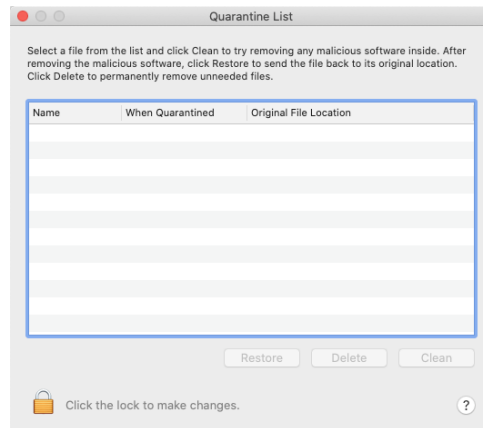 Quarantine List
Select a file from the list and click Clean to try removing any malicious software inside. After
removing the malicious software, click Restore to send the file back to its original location.
Click Delete to permanently remove unneeded files.
Name When Quarantined Original File Location
Restore Delete Clean
Click the lock to make changes. ?